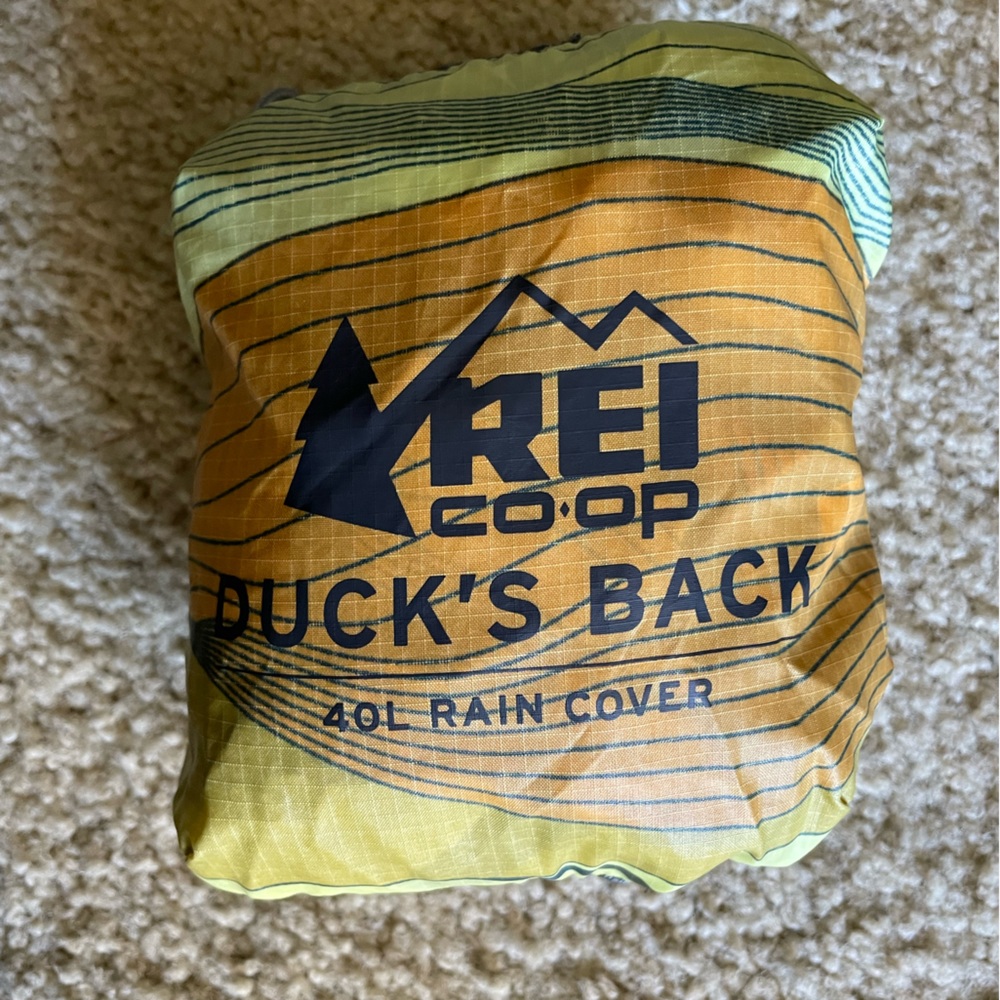 REI
CO·OP
DUCK'S BACK
40L RAIN COVER